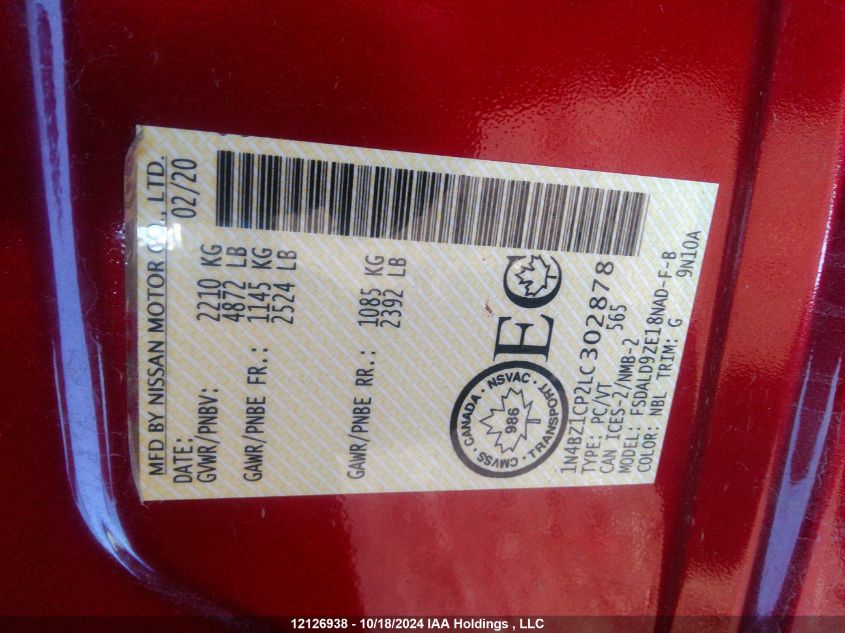 MFD BY NISSAN MOTOR CO., LTD.
DATE: 02/20
GVWR/PNBV: 2210 KG
4872 LB
GAWR/PNBE FR.: 1145 KG
2524 LB
GAWR/PNBE RR.: 1085 KG
2392 LB
CANADA · NSVAC · TRANSPORT · CMVSS ·
986
EC
1N4BZ1CP2LC302878
TYPE: PC/VT 565
CAN ICES-2/NMB-2
MODEL: FSDALD9ZE18NAD-F-B
COLOR: NBL TRIM: G 9N10A
12126938 - 10/18/2024 IAA Holdings , LLC